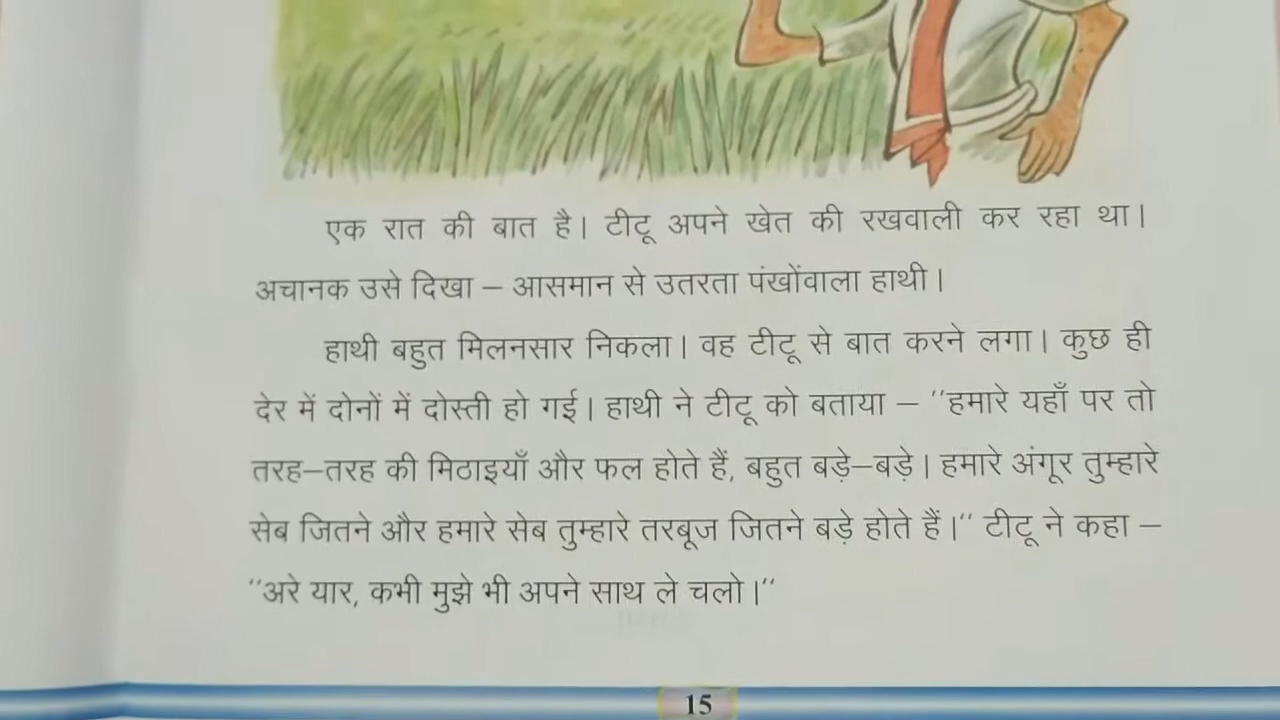 एक रात की बात है। टीटू अपने खेत की रखवाली कर रहा था।
अचानक उसे दिखा – आसमान से उतरता पंखोंवाला हाथी।
हाथी बहुत मिलनसार निकला। वह टीटू से बात करने लगा। कुछ ही
देर में दोनों में दोस्ती हो गई। हाथी ने टीटू को बताया – ‘‘हमारे यहाँ पर तो
तरह–तरह की मिठाइयाँ और फल होते हैं, बहुत बड़े–बड़े। हमारे अंगूर तुम्हारे
सेब जितने और हमारे सेब तुम्हारे तरबूज जितने बड़े होते हैं।‘‘ टीटू ने कहा –
‘‘अरे यार, कभी मुझे भी अपने साथ ले चलो।‘‘
15